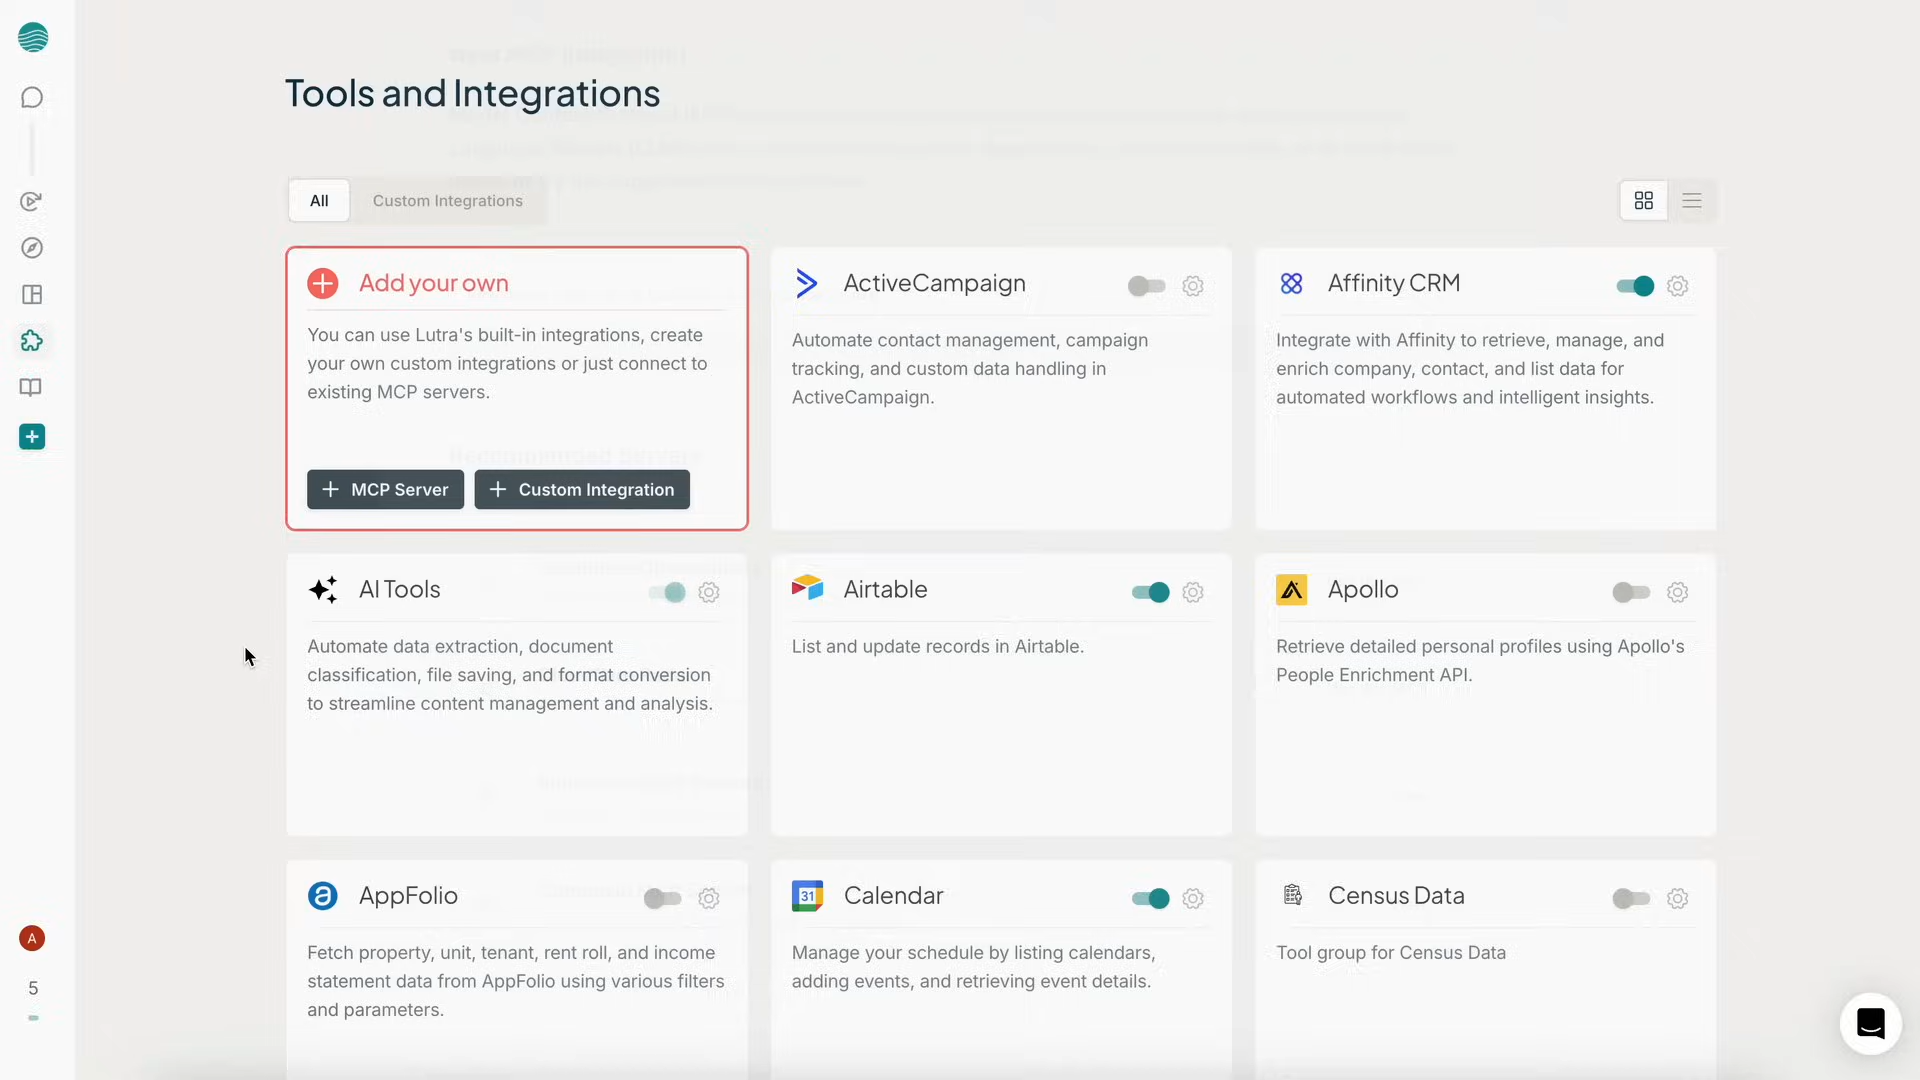 Tools and Integrations
All
Custom Integrations
Add your own
You can use Lutra's built-in integrations, create
your own custom integrations or just connect to
existing MCP servers.
MCP Server
Custom Integration
ActiveCampaign
Automate contact management, campaign
tracking, and custom data handling in
ActiveCampaign.
Affinity CRM
Integrate with Affinity to retrieve, manage, and
enrich company, contact, and list data for
automated workflows and intelligent insights.
AI Tools
Automate data extraction, document
classification, file saving, and format conversion
to streamline content management and analysis.
Airtable
List and update records in Airtable.
Apollo
Retrieve detailed personal profiles using Apollo's
People Enrichment API.
AppFolio
Fetch property, unit, tenant, rent roll, and income
statement data from AppFolio using various filters
and parameters.
31
Calendar
Manage your schedule by listing calendars,
adding events, and retrieving event details.
Census Data
Tool group for Census Data
A
5